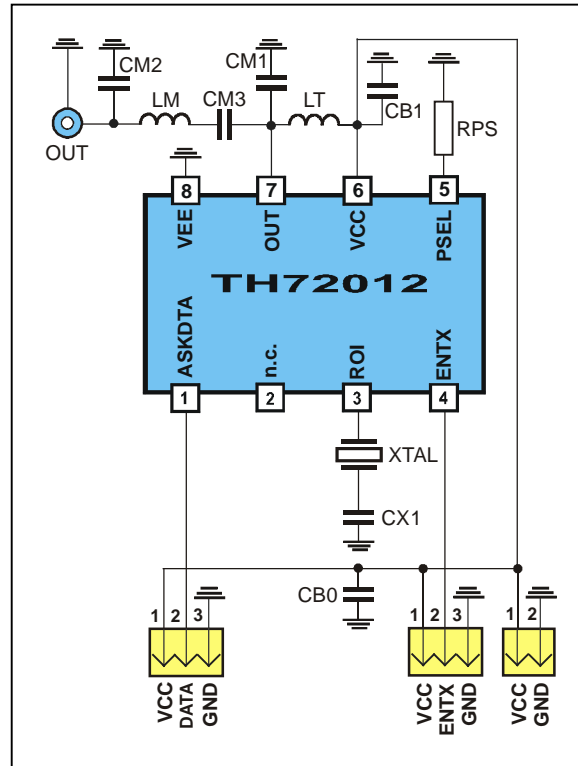 CM2
CM1
LM
CM3
LT
CB1
RPS
OUT
8
7
6
5
VEE
OUT
VCC
PSEL
TH72012
ASKDTA
n.c.
ROI
ENTX
1
2
3
4
XTAL
CX1
CB0
1 2 3
1 2 3
1 2
VCC
DATA
GND
VCC
ENTX
GND
VCC
GND